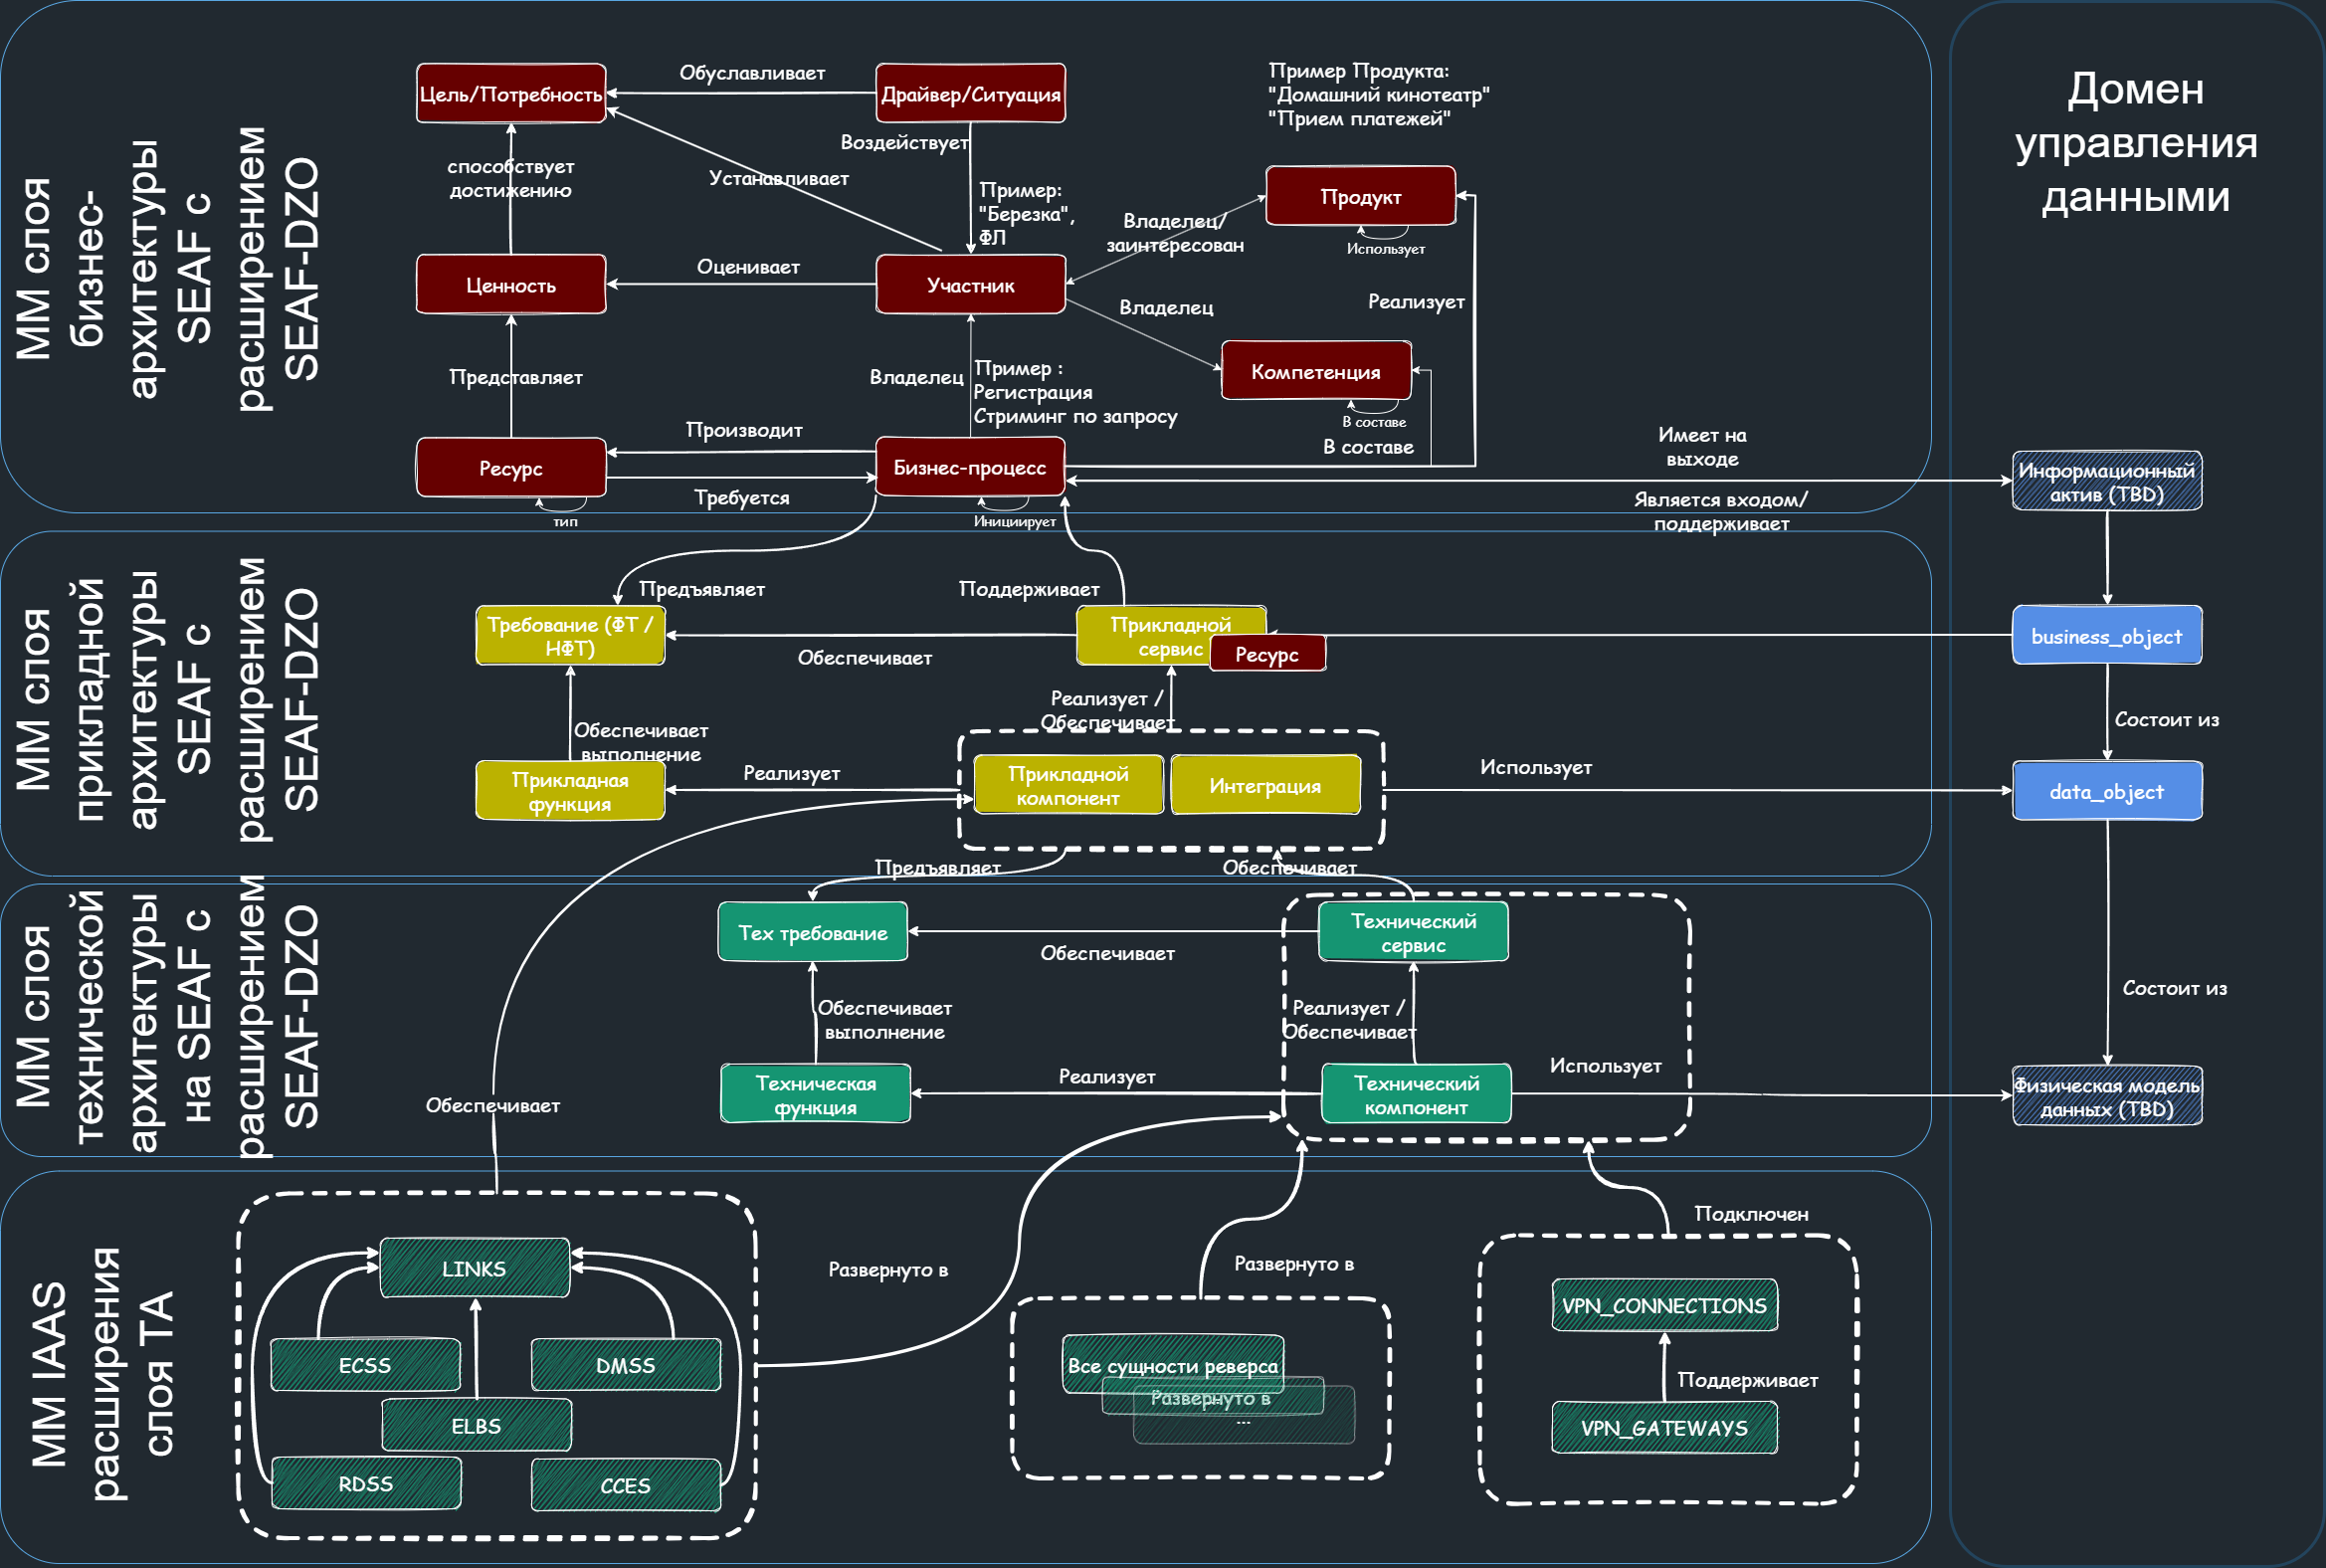 ММ слоя
бизнес-
архитектуры
SEAF с
расширением
SEAF-DZO
Цель/Потребность
Обуславливает
Драйвер/Ситуация
Воздействует
способствует
достижению
Устанавливает
Пример:
"Березка",
ФЛ
Пример Продукта:
"Домашний кинотеатр"
"Прием платежей"
Продукт
Использует
Владелец/
заинтересован
Ценность
Оценивает
Участник
Владелец
Реализует
Компетенция
В составе
В составе
Представляет
Владелец
Пример :
Регистрация
Стриминг по запросу
Производит
Ресурс
Требуется
тип
Бизнес-процесс
Инициирует
Имеет на
выходе
Является входом/
поддерживает
Домен
управления
данными
Информационный
актив (TBD)
business_object
Состоит из
data_object
Состоит из
Физическая модель
данных (TBD)
ММ слоя
прикладной
архитектуры
SEAF с
расширением
SEAF-DZO
Предъявляет
Поддерживает
Требование (ФТ /
НФТ)
Обеспечивает
Прикладной
сервис
Ресурс
Реализует /
Обеспечивает
Обеспечивает
выполнение
Прикладная
функция
Реализует
Прикладной
компонент
Интеграция
Использует
ММ слоя
технической
архитектуры
на SEAF с
расширением
SEAF-DZO
Предъявляет
Обеспечивает
Тех требование
Обеспечивает
Технический
сервис
Обеспечивает
выполнение
Реализует /
Обеспечивает
Техническая
функция
Реализует
Технический
компонент
Использует
Обеспечивает
ММ IAAS
расширения
слоя ТА
LINKS
ECSS
DMSS
ELBS
RDSS
CCES
Развернуто в
Развернуто в
Все сущности реверса
Развернуто в
...
Подключен
VPN_CONNECTIONS
Поддерживает
VPN_GATEWAYS